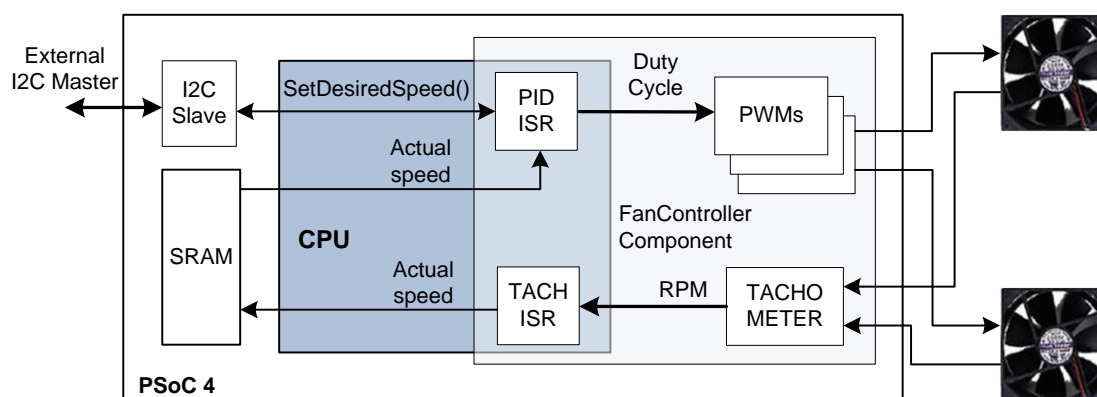 External
I2C Master
I2C
Slave
SetDesiredSpeed()
PID
ISR
Duty
Cycle
PWMs
Actual
speed
SRAM
CPU
FanController
Component
Actual
speed
TACH
ISR
RPM
TACHO
METER
PSoC 4